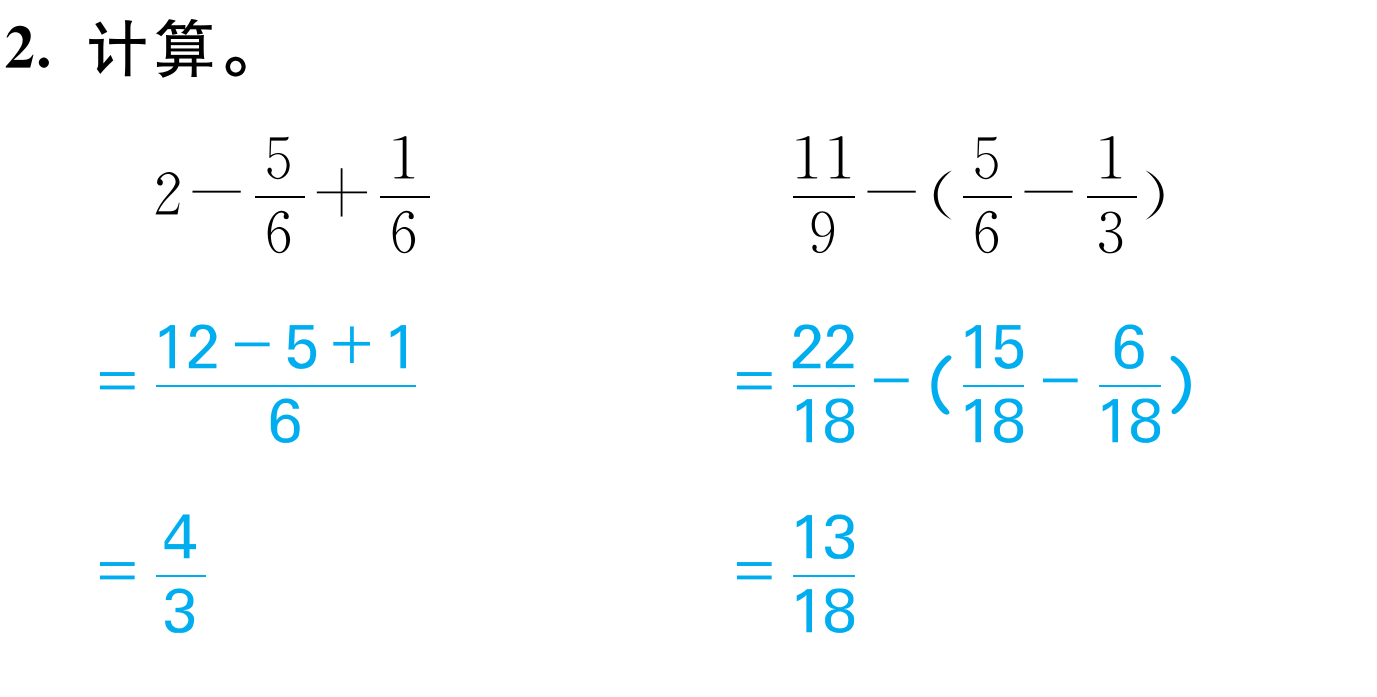 2. 计算。
2 − 5/6 + 1/6    11/9 − (5/6 − 1/3)
= (12 − 5 + 1)/6    = 22/18 − (15/18 − 6/18)
= 4/3    = 13/18